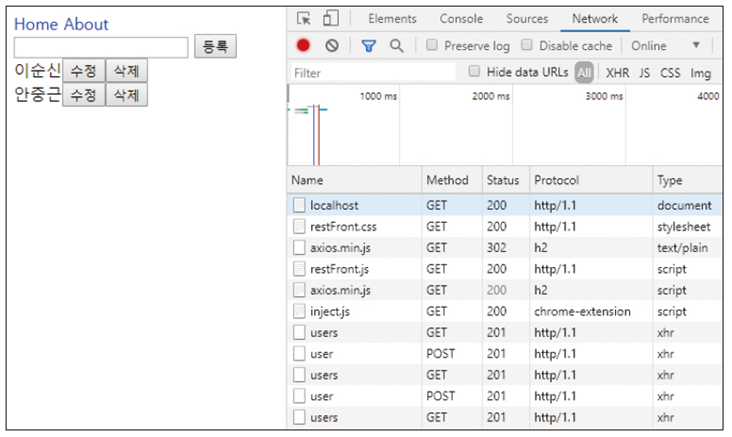 Home About
등록
이순신 수정 삭제
안중근 수정 삭제
Elements Console Sources Network Performance
Preserve log Disable cache Online
Filter Hide data URLs All XHR JS CSS Img
1000 ms 2000 ms 3000 ms 4000
Name Method Status Protocol Type
localhost GET 200 http/1.1 document
restFront.css GET 200 http/1.1 stylesheet
axios.min.js GET 302 h2 text/plain
restFront.js GET 200 http/1.1 script
axios.min.js GET 200 h2 script
inject.js GET 200 chrome-extension script
users GET 201 http/1.1 xhr
user POST 201 http/1.1 xhr
users GET 201 http/1.1 xhr
user POST 201 http/1.1 xhr
users GET 201 http/1.1 xhr